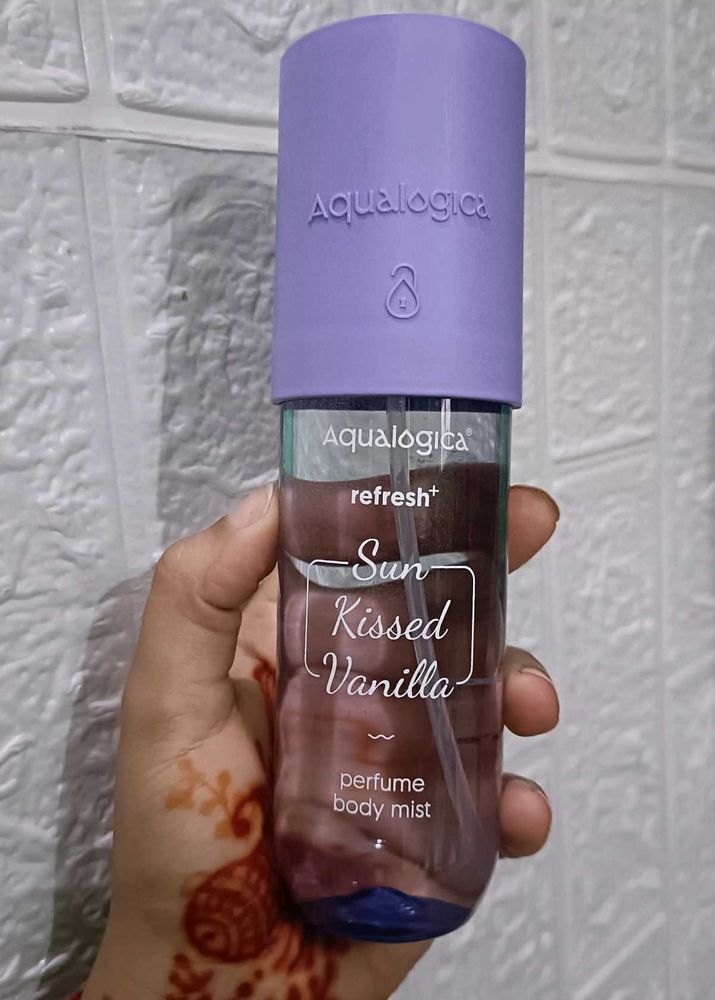 Aqualogica
Aqualogica®
refresh+
Sun
Kissed
Vanilla
perfume
body mist